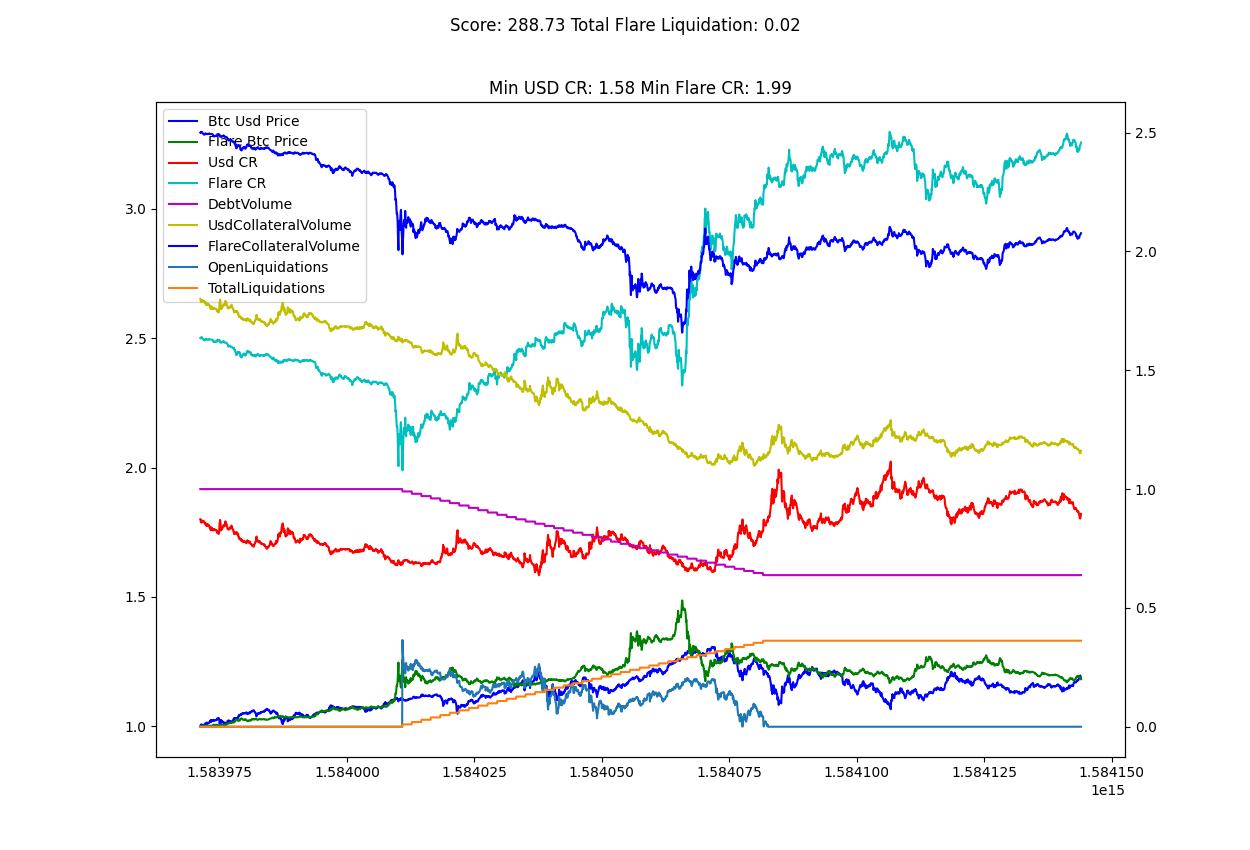 Score: 288.73 Total Flare Liquidation: 0.02
Min USD CR: 1.58 Min Flare CR: 1.99
Btc Usd Price
Flare Btc Price
Usd CR
Flare CR
DebtVolume
UsdCollateralVolume
FlareCollateralVolume
OpenLiquidations
TotalLiquidations
3.0
2.5
2.0
1.5
1.0
2.5
2.0
1.5
1.0
0.5
0.0
1.583975 1.584000 1.584025 1.584050 1.584075 1.584100 1.584125 1.584150
1e15